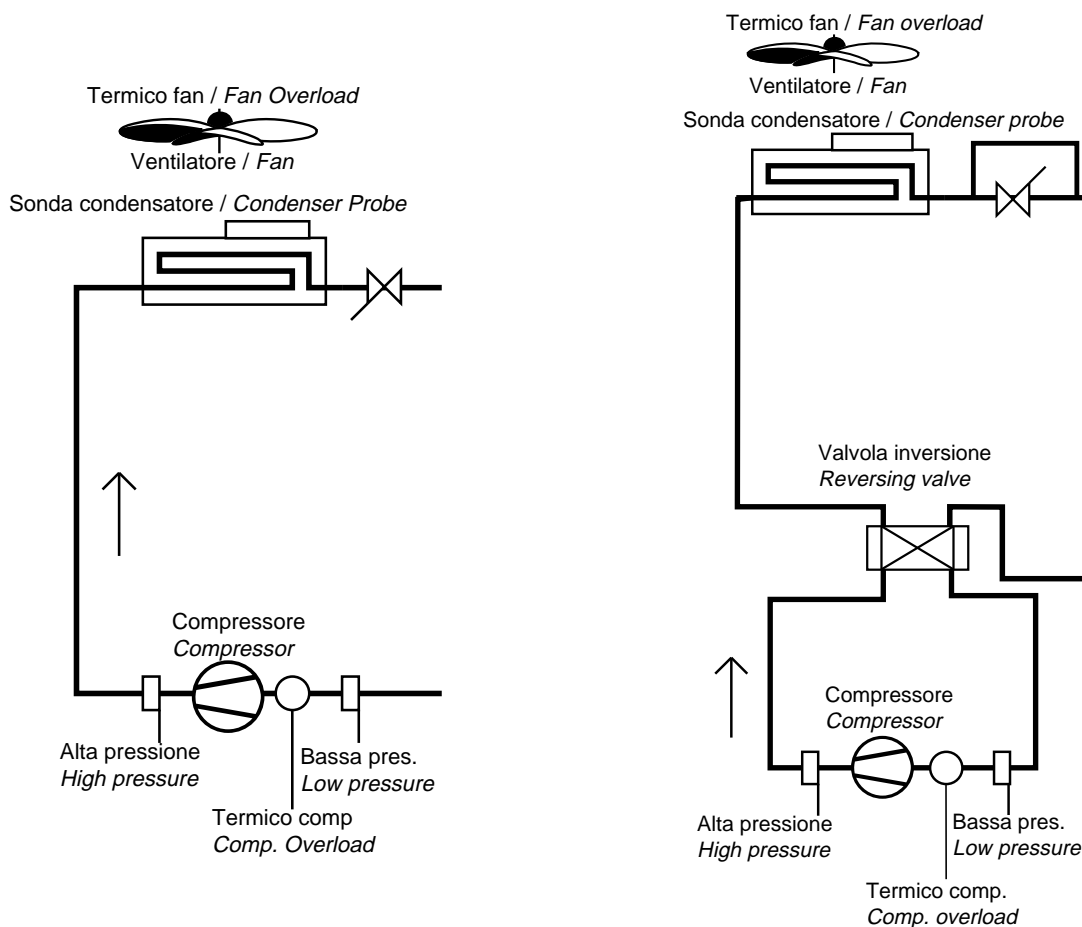 Termico fan / Fan Overload
Ventilatore / Fan
Sonda condensatore / Condenser Probe
Compressore
Compressor
Alta pressione
High pressure
Bassa pres.
Low pressure
Termico comp
Comp. Overload
Termico fan / Fan overload
Ventilatore / Fan
Sonda condensatore / Condenser probe
Valvola inversione
Reversing valve
Compressore
Compressor
Alta pressione
High pressure
Bassa pres.
Low pressure
Termico comp.
Comp. overload